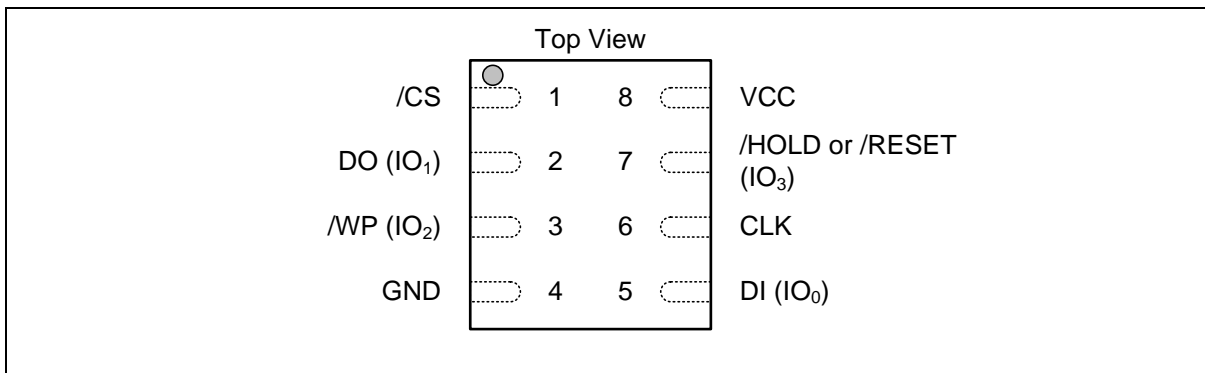 Top View
/CS 1 8 VCC
DO (IO₁) 2 7 /HOLD or /RESET
(IO₃)
/WP (IO₂) 3 6 CLK
GND 4 5 DI (IO₀)